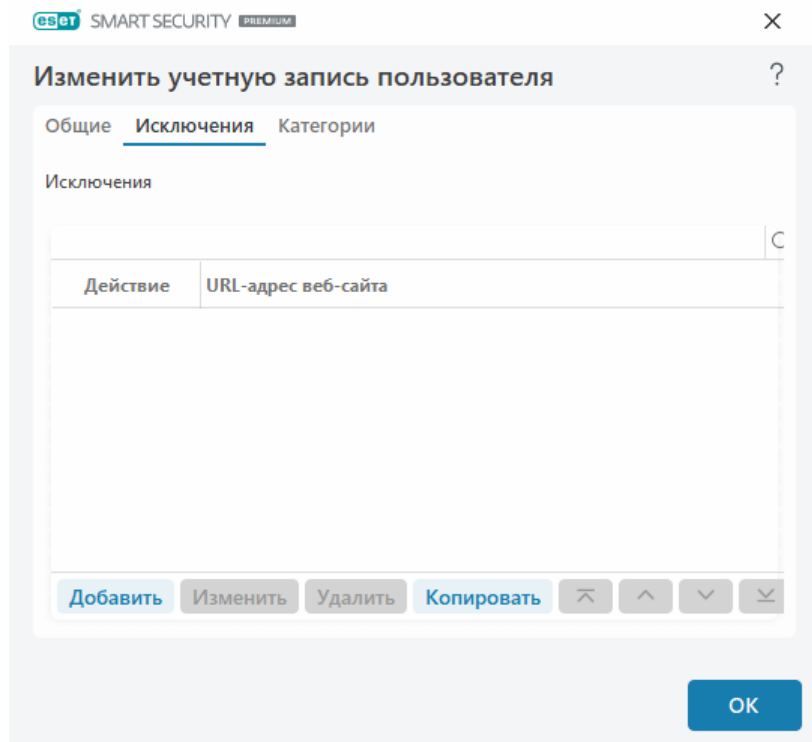 eset SMART SECURITY PREMIUM
Изменить учетную запись пользователя ?
Общие Исключения Категории
Исключения
Действие URL-адрес веб-сайта
Добавить Изменить Удалить Копировать
ОК